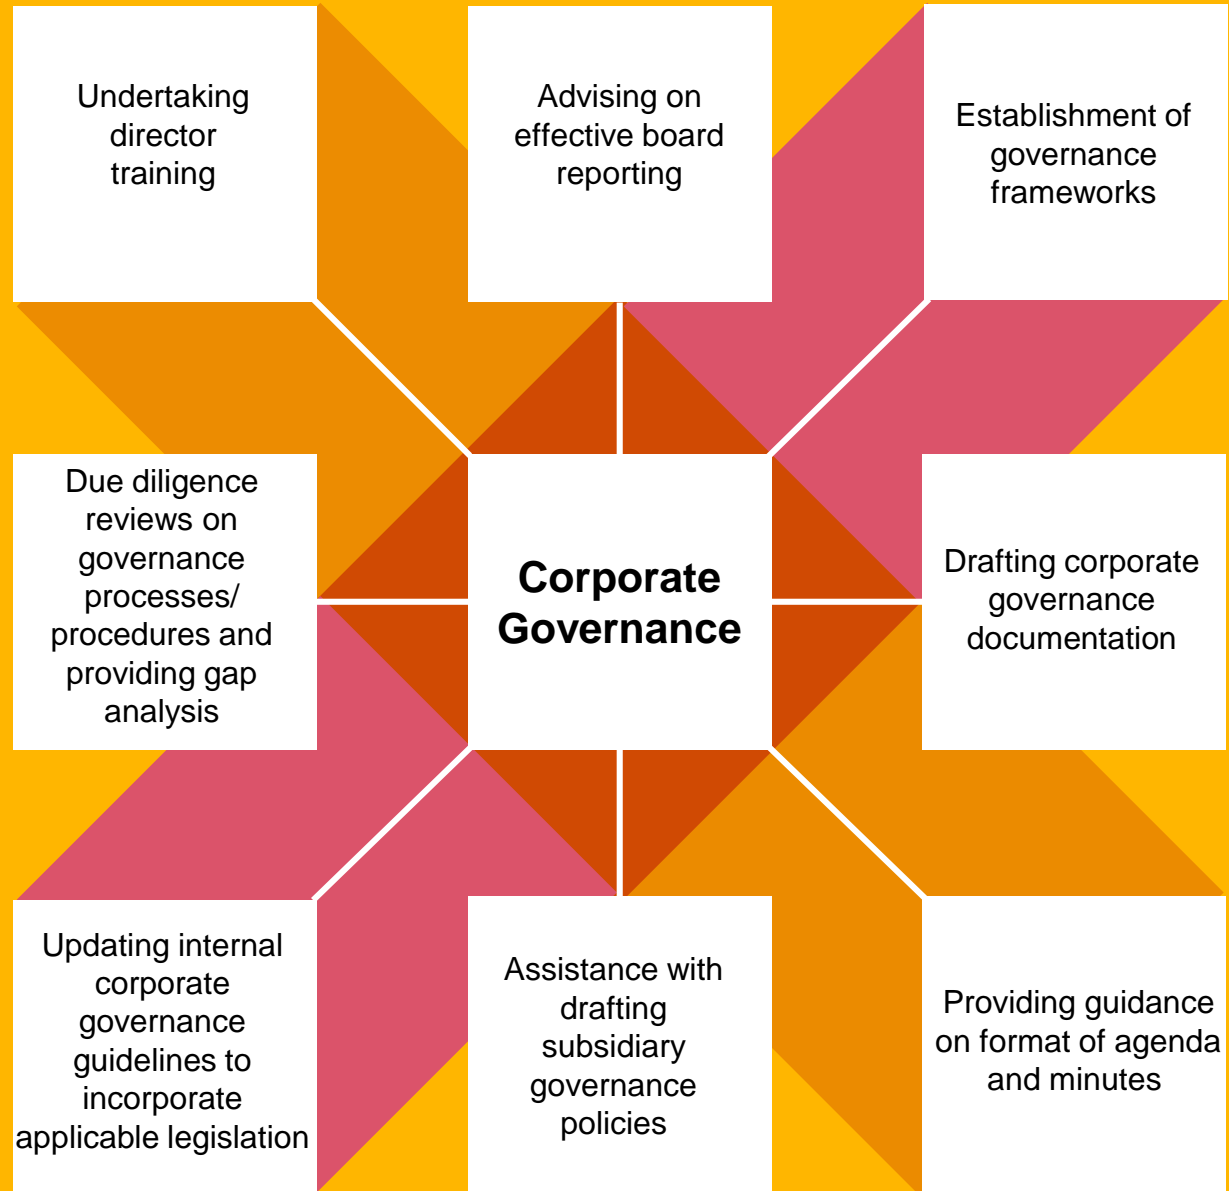 Undertaking
director
training
Advising on
effective board
reporting
Establishment of
governance
frameworks
Due diligence
reviews on
governance
processes/
procedures and
providing gap
analysis
Corporate
Governance
Drafting corporate
governance
documentation
Updating internal
corporate
governance
guidelines to
incorporate
applicable legislation
Assistance with
drafting
subsidiary
governance
policies
Providing guidance
on format of agenda
and minutes